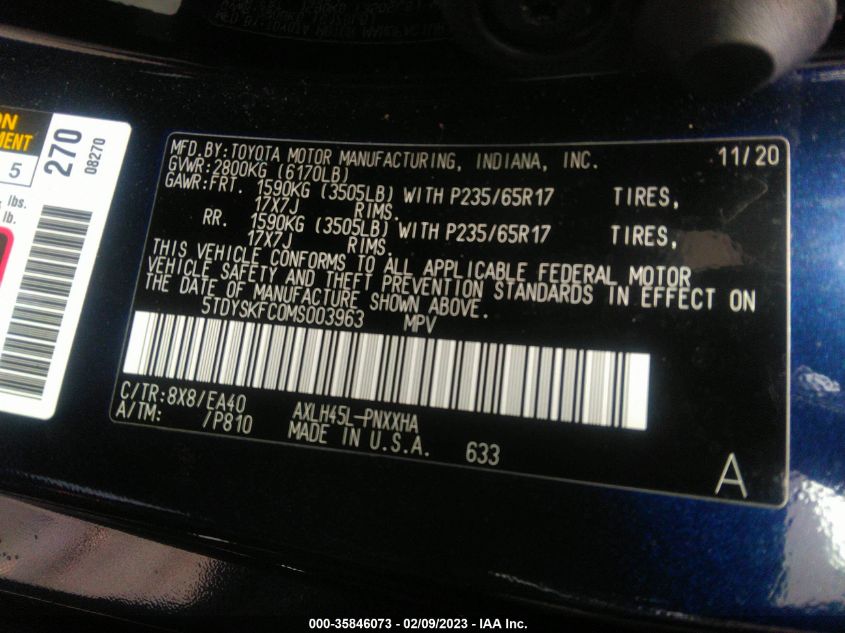 MFD.BY:TOYOTA MOTOR MANUFACTURING, INDIANA, INC. 11/20
GVWR:2800KG (6170LB)
GAWR:FRT. 1590KG (3505LB) WITH P235/65R17 TIRES,
17X7J RIMS.
RR. 1590KG (3505LB) WITH P235/65R17 TIRES,
17X7J RIMS.
THIS VEHICLE CONFORMS TO ALL APPLICABLE FEDERAL MOTOR
VEHICLE SAFETY AND THEFT PREVENTION STANDARDS IN EFFECT ON
THE DATE OF MANUFACTURE SHOWN ABOVE.
5TDYSKFC0MS003963 MPV
C/TR:8X8/EA40 AXLH45L-PNXXHA
A/TM: /P810 MADE IN U.S.A. 633
A
ON
MENT
5
lbs.
lb.
270
08270
000-35846073 - 02/09/2023 - IAA Inc.